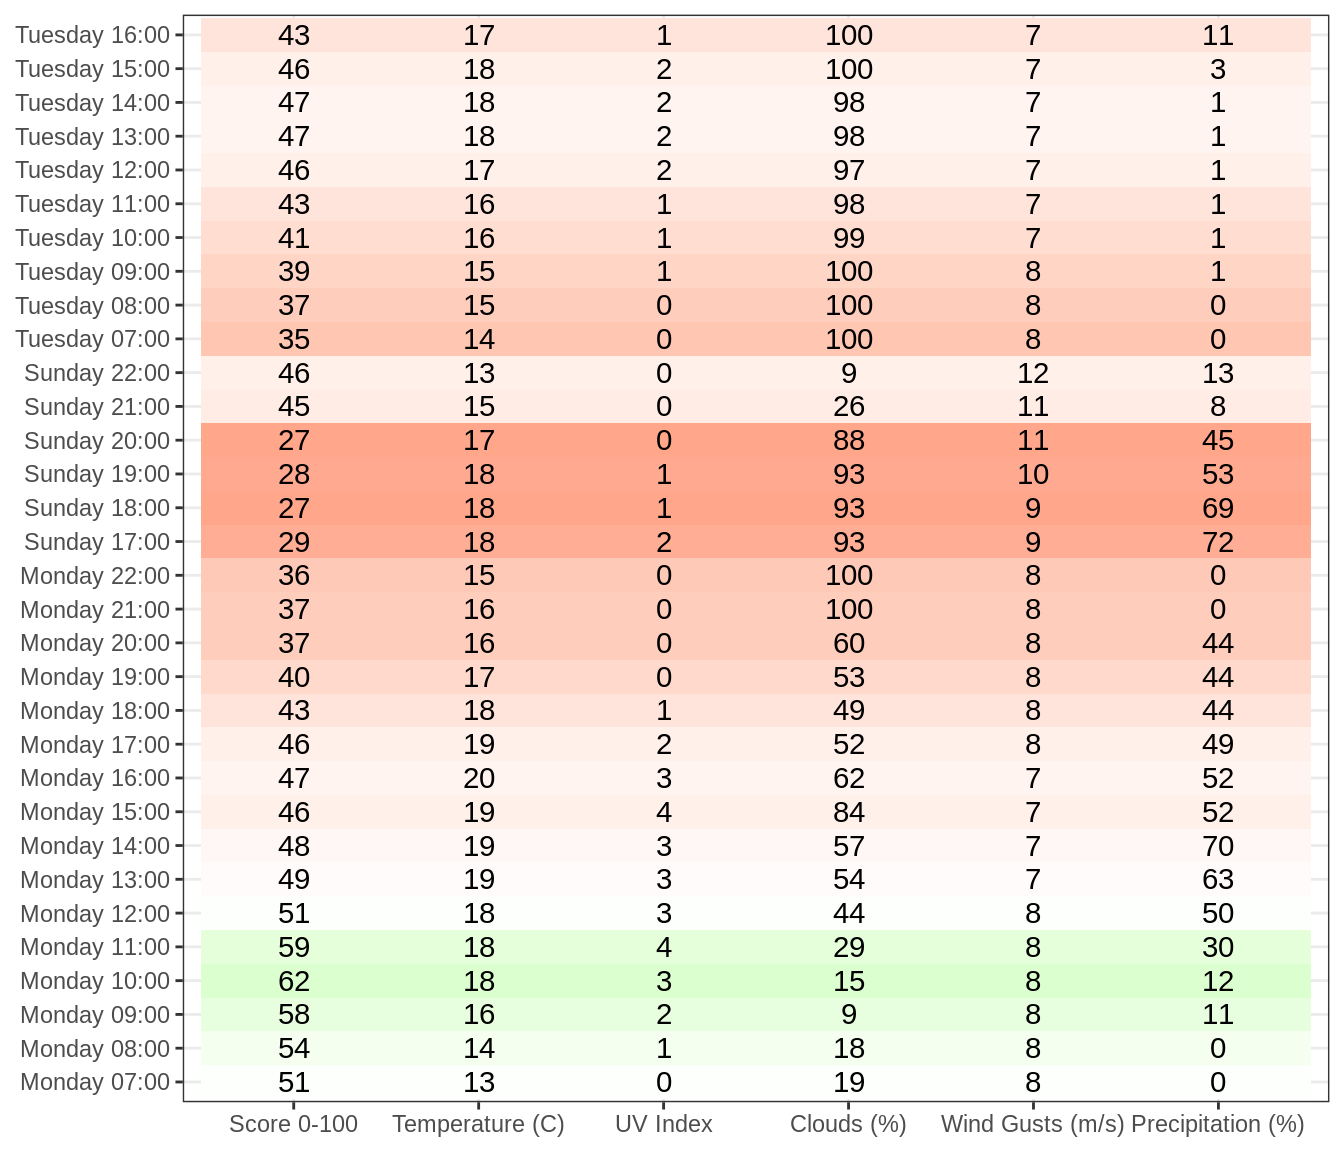 Tuesday 16:00 43 17 1 100 7 11
Tuesday 15:00 46 18 2 100 7 3
Tuesday 14:00 47 18 2 98 7 1
Tuesday 13:00 47 18 2 98 7 1
Tuesday 12:00 46 17 2 97 7 1
Tuesday 11:00 43 16 1 98 7 1
Tuesday 10:00 41 16 1 99 7 1
Tuesday 09:00 39 15 1 100 8 1
Tuesday 08:00 37 15 0 100 8 0
Tuesday 07:00 35 14 0 100 8 0
Sunday 22:00 46 13 0 9 12 13
Sunday 21:00 45 15 0 26 11 8
Sunday 20:00 27 17 0 88 11 45
Sunday 19:00 28 18 1 93 10 53
Sunday 18:00 27 18 1 93 9 69
Sunday 17:00 29 18 2 93 9 72
Monday 22:00 36 15 0 100 8 0
Monday 21:00 37 16 0 100 8 0
Monday 20:00 37 16 0 60 8 44
Monday 19:00 40 17 0 53 8 44
Monday 18:00 43 18 1 49 8 44
Monday 17:00 46 19 2 52 8 49
Monday 16:00 47 20 3 62 7 52
Monday 15:00 46 19 4 84 7 52
Monday 14:00 48 19 3 57 7 70
Monday 13:00 49 19 3 54 7 63
Monday 12:00 51 18 3 44 8 50
Monday 11:00 59 18 4 29 8 30
Monday 10:00 62 18 3 15 8 12
Monday 09:00 58 16 2 9 8 11
Monday 08:00 54 14 1 18 8 0
Monday 07:00 51 13 0 19 8 0
Score 0-100 Temperature (C) UV Index Clouds (%) Wind Gusts (m/s) Precipitation (%)